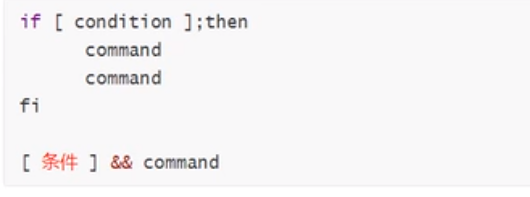 if [ condition ];then
command
command
fi
[ 条件 ] && command